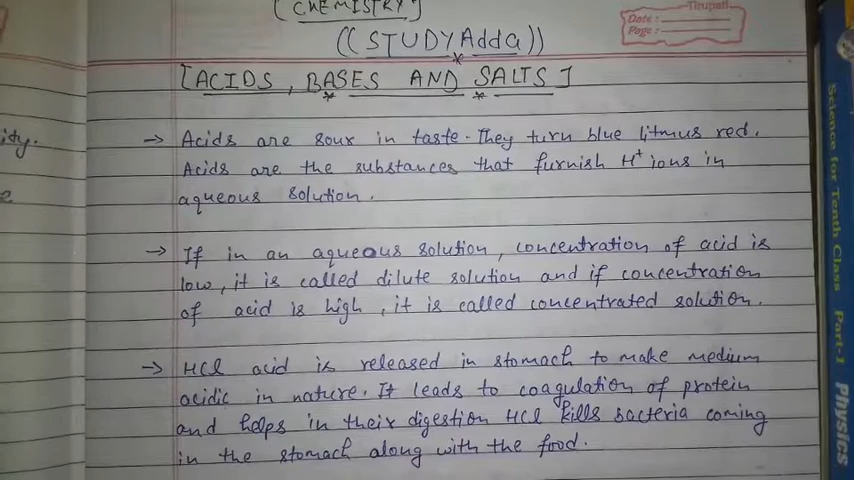 [CHEMISTRY]
((STUDYAdda))
Tirupati
Date :
Page :
[ACIDS, BASES AND SALTS]
ity.
→ Acids are sour in taste. They turn blue litmus red.
Acids are the substances that furnish H⁺ ions in
aqueous solution.
→ If in an aqueous solution, concentration of acid is
low, it is called dilute solution and if concentration
of acid is high, it is called concentrated solution.
→ HCl acid is released in stomach to make medium
acidic in nature. It leads to coagulation of protein
and helps in their digestion HCl kills bacteria coming
in the stomach along with the food.
Science for Tenth Class Part-1 Physics